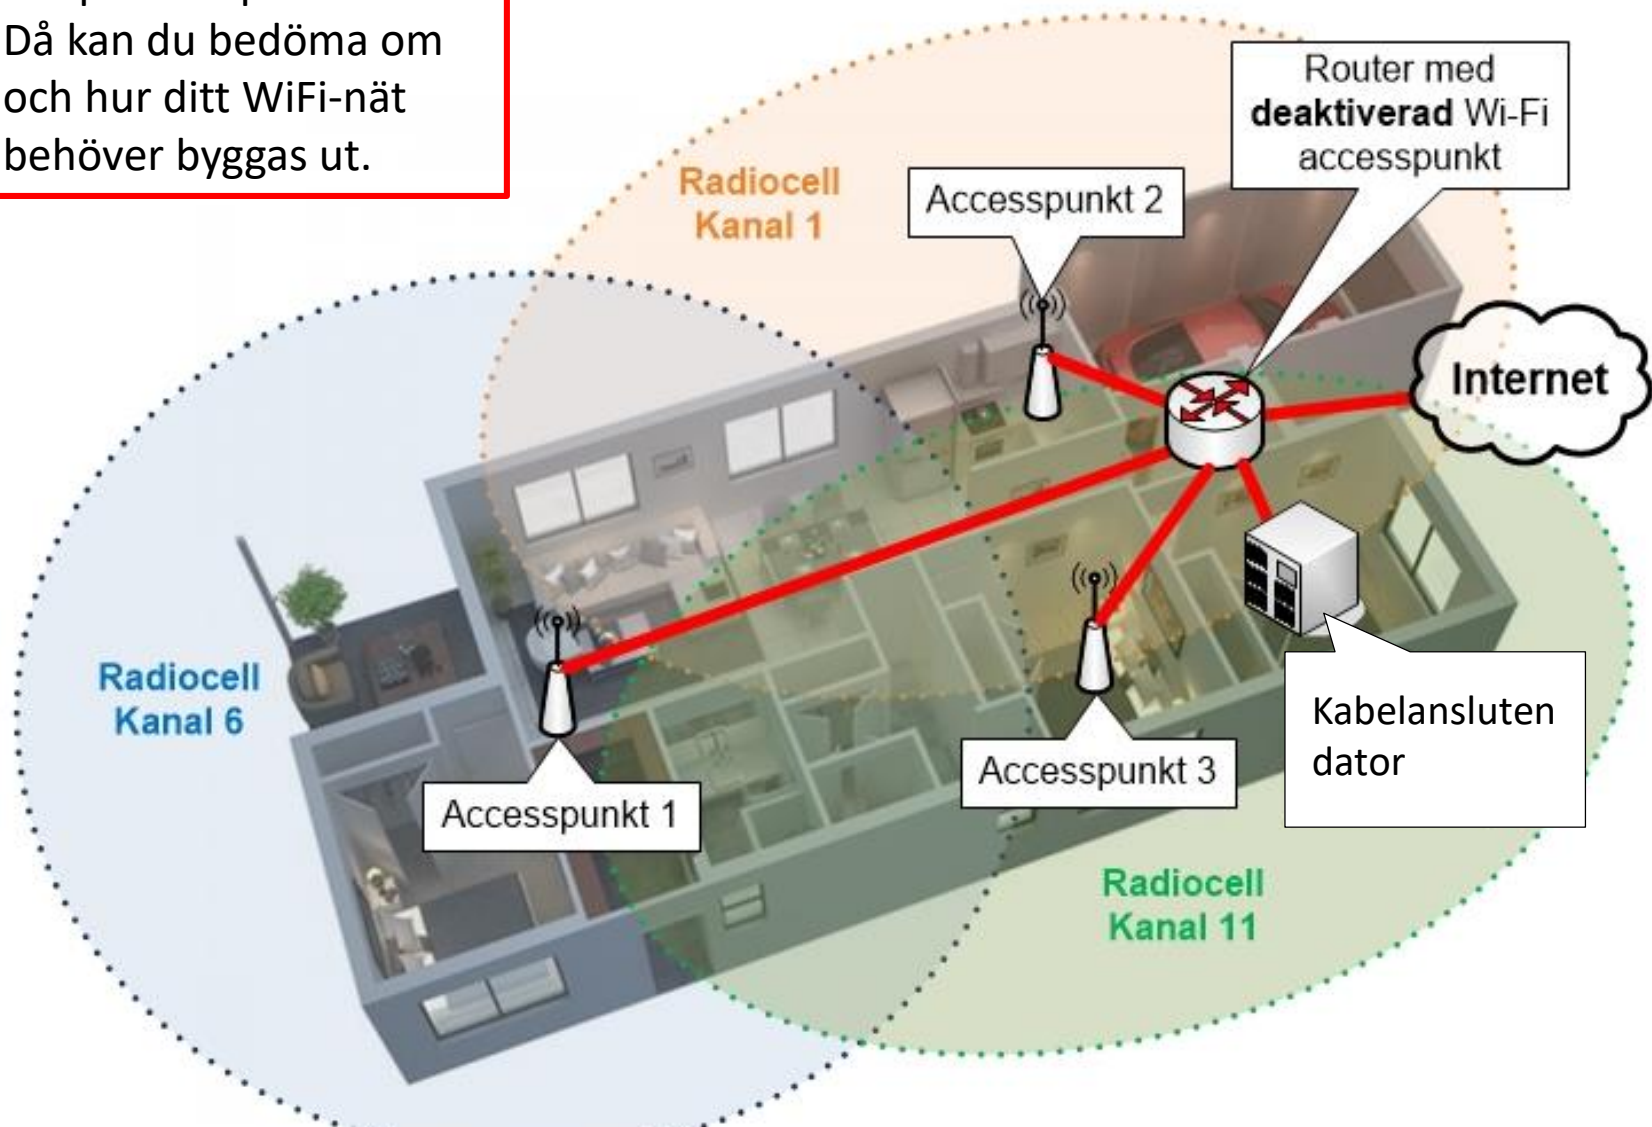 Då kan du bedöma om
och hur ditt WiFi-nät
behöver byggas ut.
Router med
deaktiverad Wi-Fi
accesspunkt
Radiocell
Kanal 1
Accesspunkt 2
Internet
Radiocell
Kanal 6
Accesspunkt 1
Accesspunkt 3
Kabelansluten
dator
Radiocell
Kanal 11